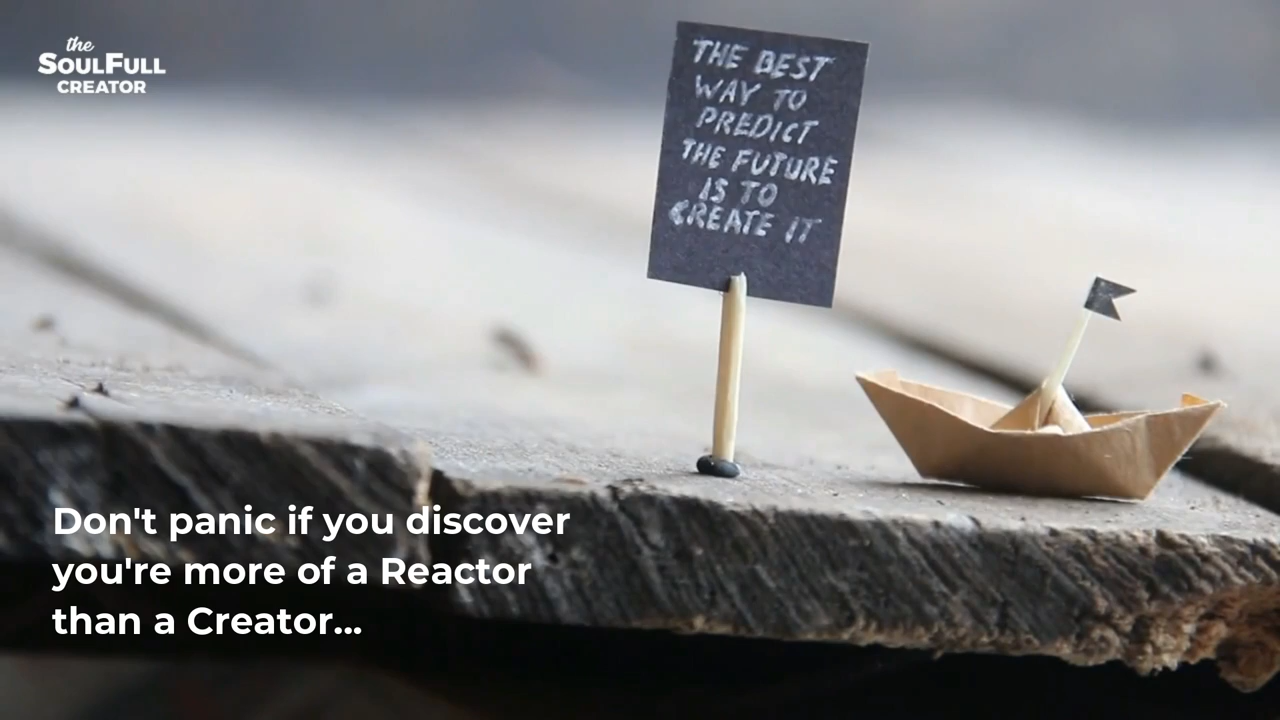 the
SOULFULL
CREATOR
THE BEST
WAY TO
PREDICT
THE FUTURE
IS TO
CREATE IT
Don't panic if you discover
you're more of a Reactor
than a Creator...